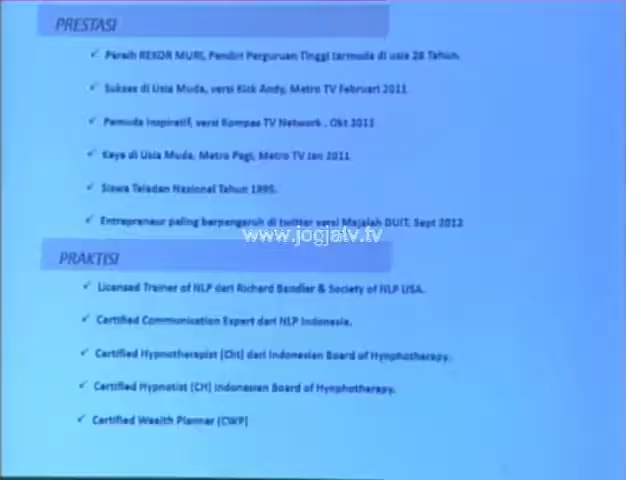 PRESTASI
✓ Peraih REKOR MURI, Pendiri Perguruan Tinggi termuda di usia 28 Tahun.
✓ Sukses di Usia Muda, versi Kick Andy, Metro TV Februari 2011
✓ Pemuda Inspiratif, versi Kompas TV Network, Okt 2011
✓ Kaya di Usia Muda, Metro Pagi, Metro TV Jan 2011
✓ Siswa Teladan Nasional Tahun 1995.
✓ Entrepreneur paling berpengaruh di twitter versi Majalah DUIT, Sept 2012
www.jogjatv.tv
PRAKTISI
✓ Licensed Trainer of NLP dari Richard Bandler & Society of NLP USA.
✓ Certified Communication Expert dari NLP Indonesia.
✓ Certified Hypnotherapist (Cht) dari Indonesian Board of Hynphotherapy.
✓ Certified Hypnotist (CH) Indonesian Board of Hynphotherapy.
✓ Certified Wealth Planner (CWP)